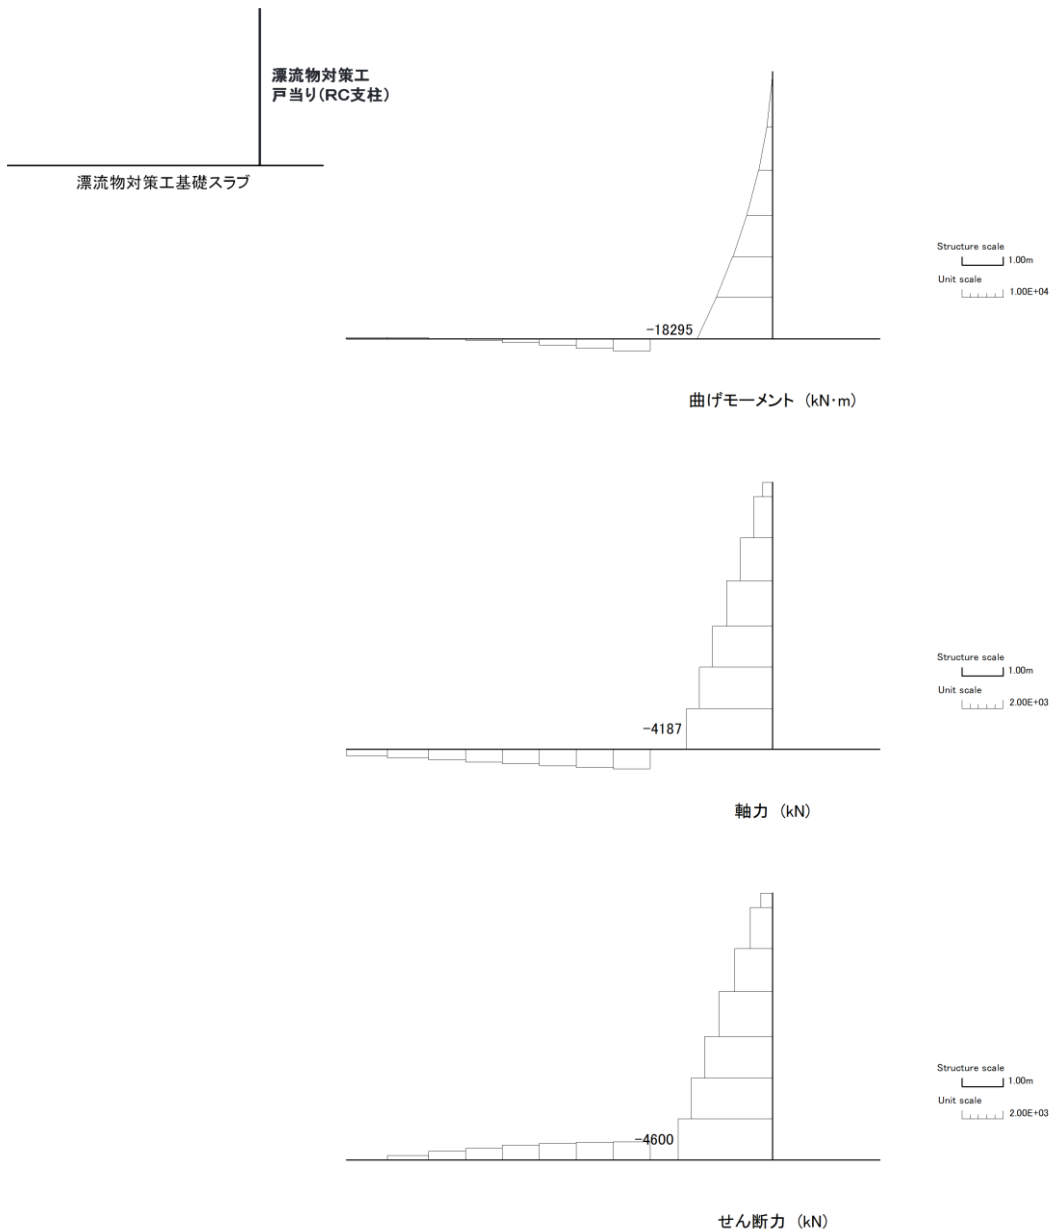 漂流物対策工
戸当り(RC支柱)
漂流物対策工基礎スラブ
-18295
Structure scale
1.00m
Unit scale
1.00E+04
曲げモーメント (kN・m)
-4187
Structure scale
1.00m
Unit scale
2.00E+03
軸力 (kN)
-4600
Structure scale
1.00m
Unit scale
2.00E+03
せん断力 (kN)